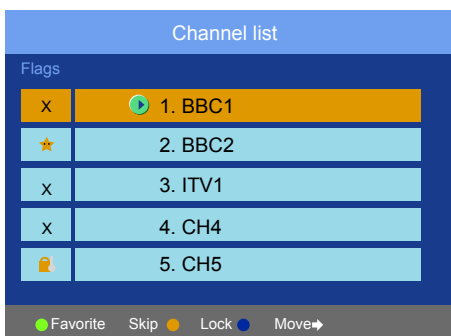 Channel list
Flags
X 1. BBC1
2. BBC2
X 3. ITV1
X 4. CH4
5. CH5
Favorite Skip Lock Move